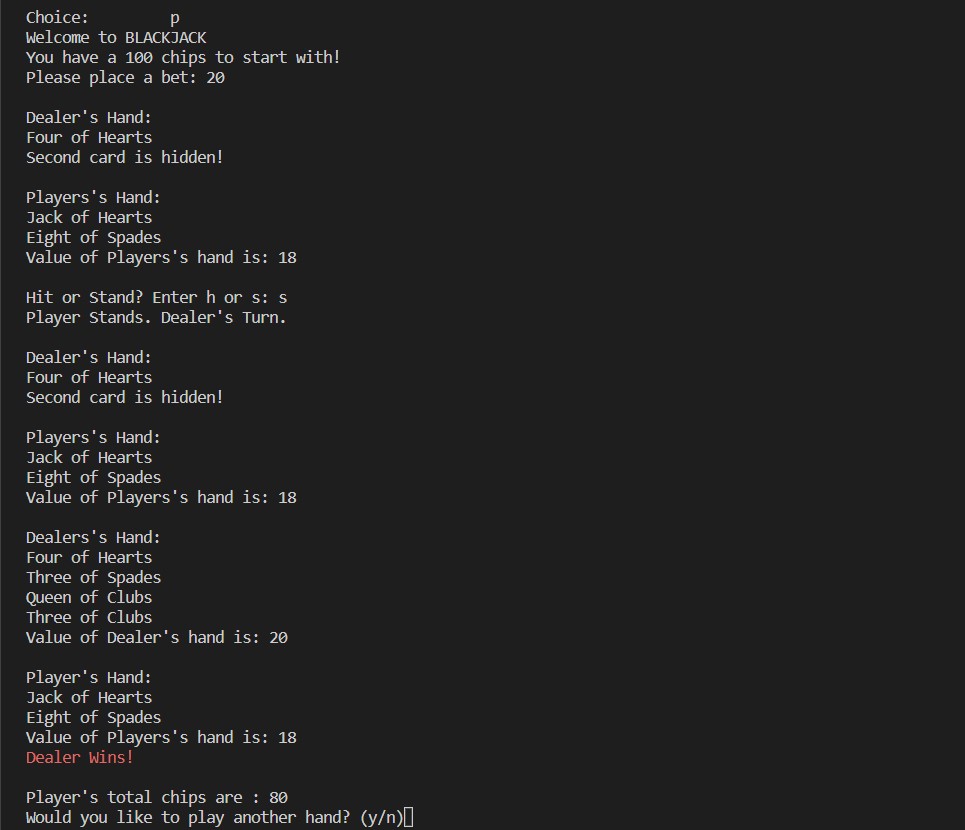 Choice: p
Welcome to BLACKJACK
You have a 100 chips to start with!
Please place a bet: 20
Dealer's Hand:
Four of Hearts
Second card is hidden!
Players's Hand:
Jack of Hearts
Eight of Spades
Value of Players's hand is: 18
Hit or Stand? Enter h or s: s
Player Stands. Dealer's Turn.
Dealer's Hand:
Four of Hearts
Second card is hidden!
Players's Hand:
Jack of Hearts
Eight of Spades
Value of Players's hand is: 18
Dealers's Hand:
Four of Hearts
Three of Spades
Queen of Clubs
Three of Clubs
Value of Dealer's hand is: 20
Player's Hand:
Jack of Hearts
Eight of Spades
Value of Players's hand is: 18
Dealer Wins!
Player's total chips are : 80
Would you like to play another hand? (y/n)